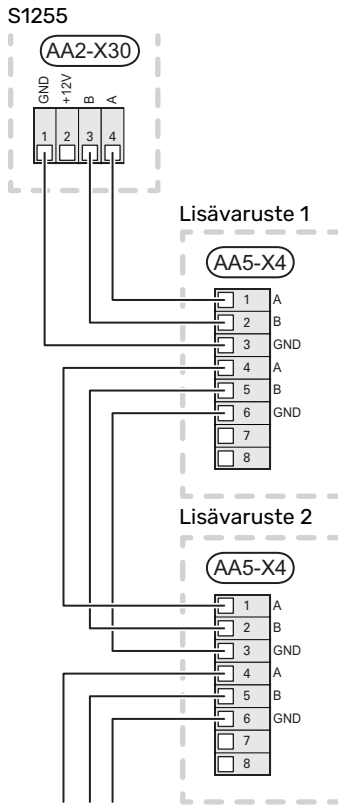 S1255
AA2-X30
GND +12V B A
1 2 3 4
Lisävaruste 1
AA5-X4
1 A
2 B
3 GND
4 A
5 B
6 GND
7
8
Lisävaruste 2
AA5-X4
1 A
2 B
3 GND
4 A
5 B
6 GND
7
8